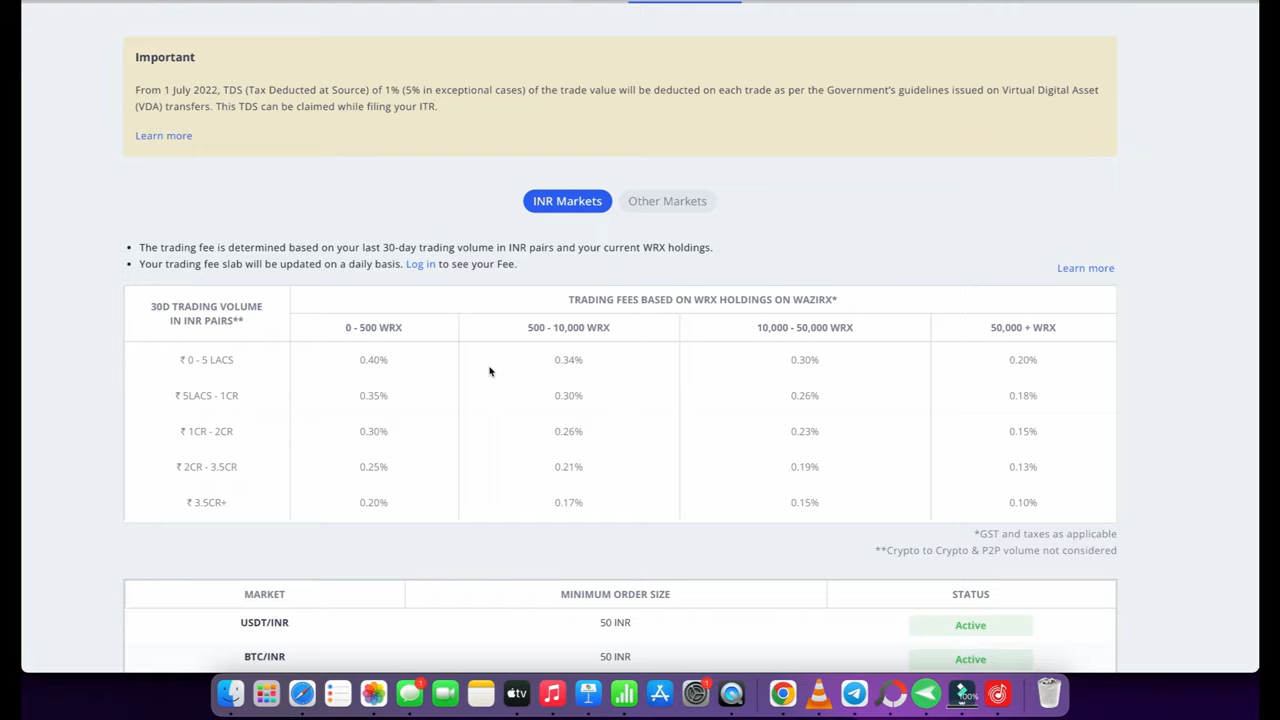 Important
From 1 July 2022, TDS (Tax Deducted at Source) of 1% (5% in exceptional cases) of the trade value will be deducted on each trade as per the Government's guidelines issued on Virtual Digital Asset
(VDA) transfers. This TDS can be claimed while filing your ITR.
Learn more
INR Markets Other Markets
• The trading fee is determined based on your last 30-day trading volume in INR pairs and your current WRX holdings.
• Your trading fee slab will be updated on a daily basis. Log in to see your Fee.
Learn more
30D TRADING VOLUME
IN INR PAIRS**
TRADING FEES BASED ON WRX HOLDINGS ON WAZIRX*
0 - 500 WRX 500 - 10,000 WRX 10,000 - 50,000 WRX 50,000 + WRX
₹ 0 - 5 LACS 0.40% 0.34% 0.30% 0.20%
₹ 5LACS - 1CR 0.35% 0.30% 0.26% 0.18%
₹ 1CR - 2CR 0.30% 0.26% 0.23% 0.15%
₹ 2CR - 3.5CR 0.25% 0.21% 0.19% 0.13%
₹ 3.5CR+ 0.20% 0.17% 0.15% 0.10%
*GST and taxes as applicable
**Crypto to Crypto & P2P volume not considered
MARKET MINIMUM ORDER SIZE STATUS
USDT/INR 50 INR Active
BTC/INR 50 INR Active
1 tv 1 100%